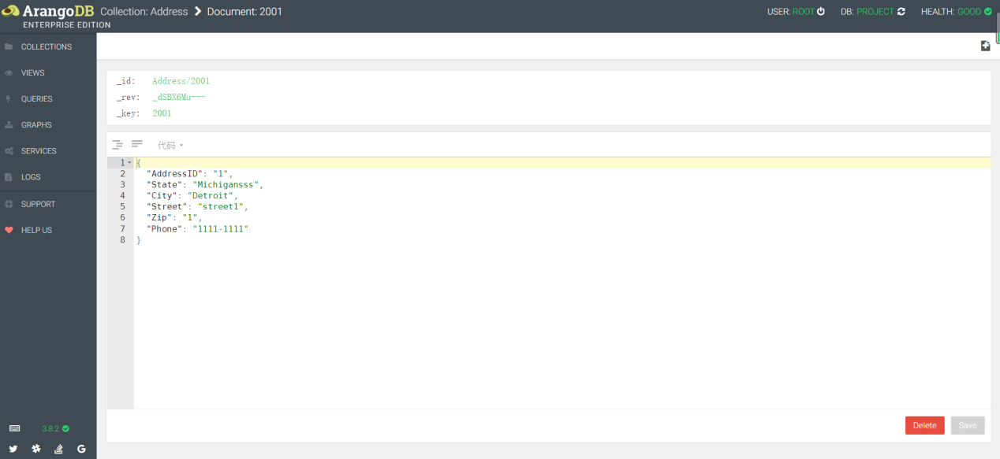 ArangoDB Collection: Address Document: 2001 USER: ROOT DB: PROJECT HEALTH: GOOD
ENTERPRISE EDITION
COLLECTIONS
VIEWS
QUERIES
GRAPHS
SERVICES
LOGS
SUPPORT
HELP US
3.8.2
_id: Address/2001
_rev: _dSBX6Mu---
_key: 2001
代码
1 {
2 "AddressID": "1",
3 "State": "Michigansss",
4 "City": "Detroit",
5 "Street": "street1",
6 "Zip": "1",
7 "Phone": "1111-1111"
8 }
Delete Save